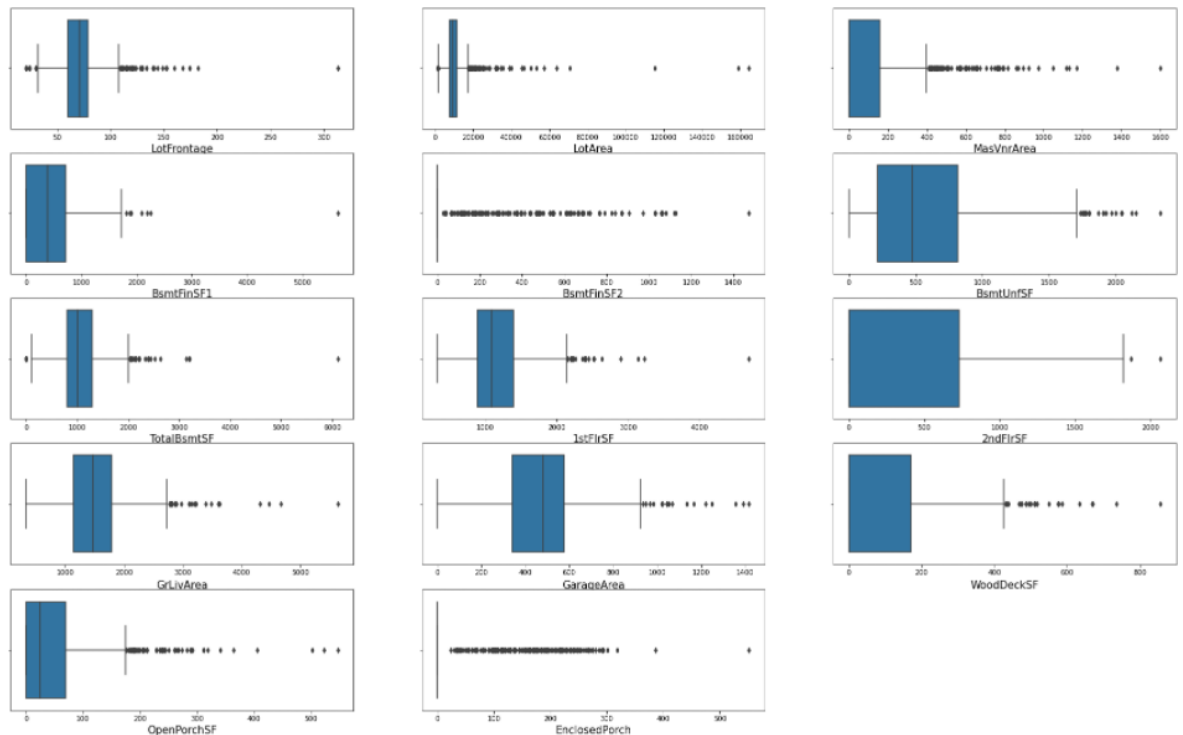 50 100 150 200 250 300
LotFrontage
0 20000 40000 60000 80000 100000 120000 140000 160000
LotArea
0 200 400 600 800 1000 1200 1400 1600
MasVnrArea
0 1000 2000 3000 4000 5000
BsmtFinSF1
0 200 400 600 800 1000 1200 1400
BsmtFinSF2
0 500 1000 1500 2000
BsmtUnfSF
0 1000 2000 3000 4000 5000 6000
TotalBsmtSF
1000 2000 3000 4000
1stFlrSF
0 500 1000 1500 2000
2ndFlrSF
1000 2000 3000 4000 5000
GrLivArea
0 200 400 600 800 1000 1200 1400
GarageArea
0 200 400 600 800
WoodDeckSF
0 100 200 300 400 500
OpenPorchSF
0 100 200 300 400 500
EnclosedPorch